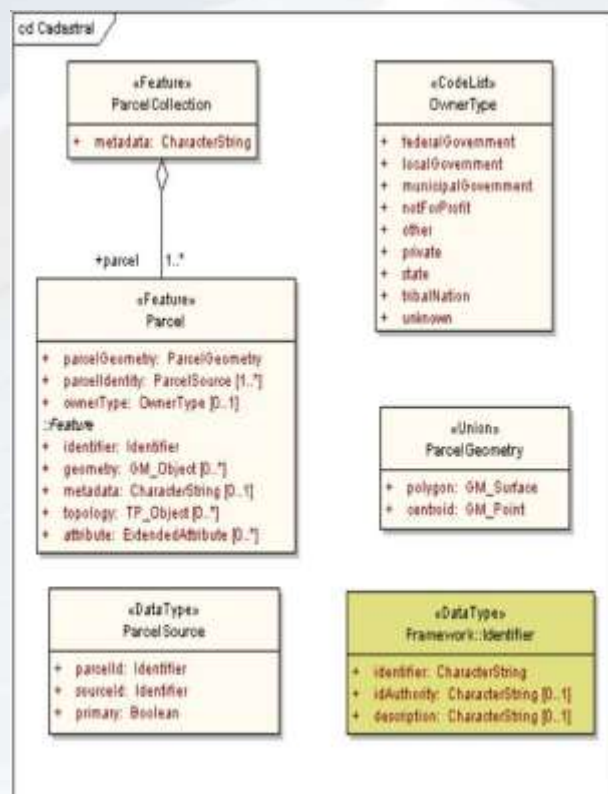 cd Cadastral
«Feature»
ParcelCollection
+ metadata: CharacterString
+parcel 1..*
«Feature»
Parcel
+ parcelGeometry: ParcelGeometry
+ parcelIdentity: ParcelSource [1..*]
+ ownerType: OwnerType [0..1]
::Feature
+ identifier: Identifier
+ geometry: GM_Object [0..*]
+ metadata: CharacterString [0..1]
+ topology: TP_Object [0..*]
+ attribute: ExtendedAttribute [0..*]
«DataType»
ParcelSource
+ parcelId: Identifier
+ sourceId: Identifier
+ primary: Boolean
«CodeList»
OwnerType
+ federalGovernment
+ localGovernment
+ municipalGovernment
+ notForProfit
+ other
+ private
+ state
+ tribalNation
+ unknown
«Union»
ParcelGeometry
+ polygon: GM_Surface
+ centroid: GM_Point
«DataType»
Framework::Identifier
+ identifier: CharacterString
+ idAuthority: CharacterString [0..1]
+ description: CharacterString [0..1]